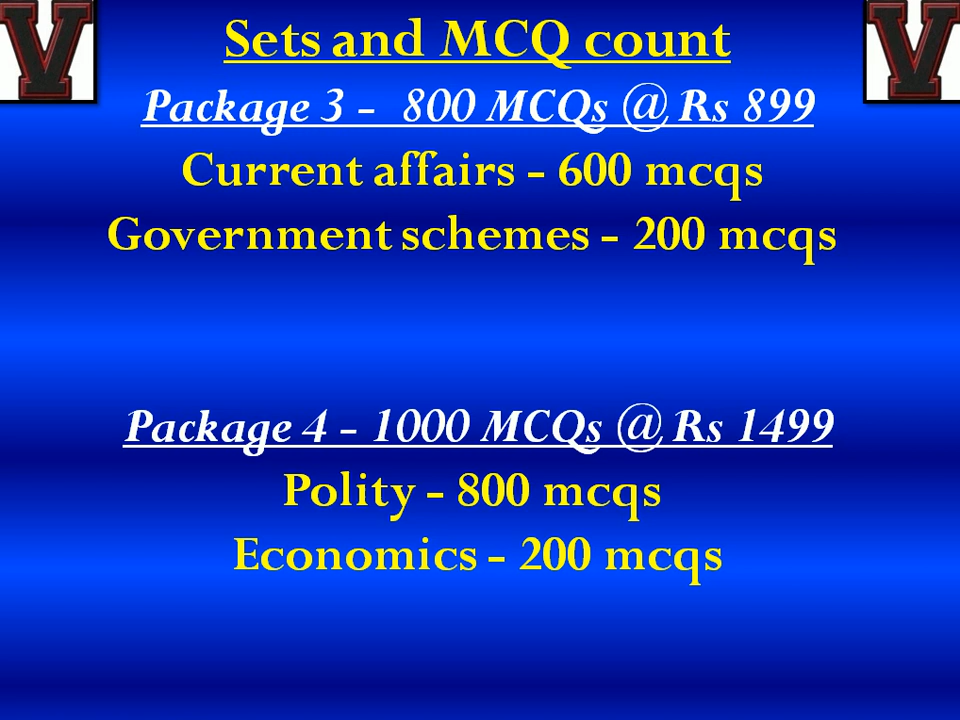 V V
Sets and MCQ count
Package 3 - 800 MCQs @ Rs 899
Current affairs - 600 mcqs
Government schemes - 200 mcqs
Package 4 - 1000 MCQs @ Rs 1499
Polity - 800 mcqs
Economics - 200 mcqs